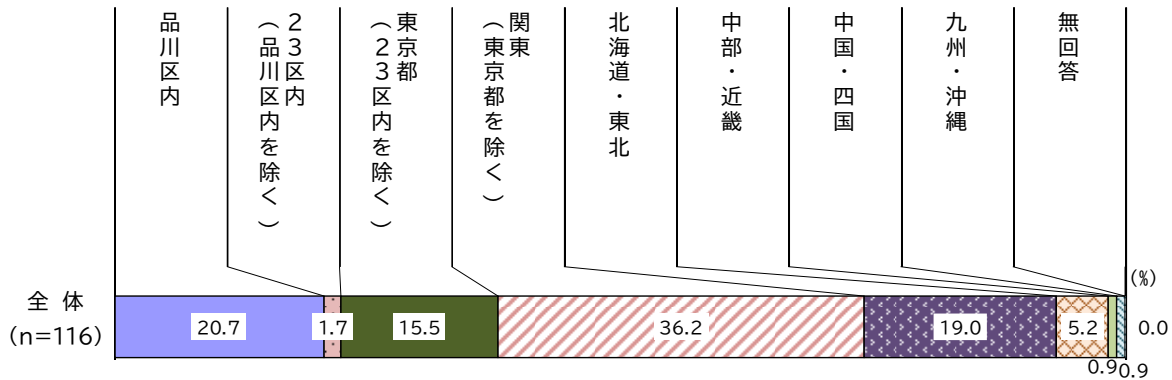 品川区内
２３区内
（品川区内を除く）
東京都
（２３区内を除く）
関東
（東京都を除く）
北海道・東北
中部・近畿
中国・四国
九州・沖縄
無回答
(%)
全 体
(n=116)
20.7
1.7
15.5
36.2
19.0
5.2
0.9
0.9
0.0